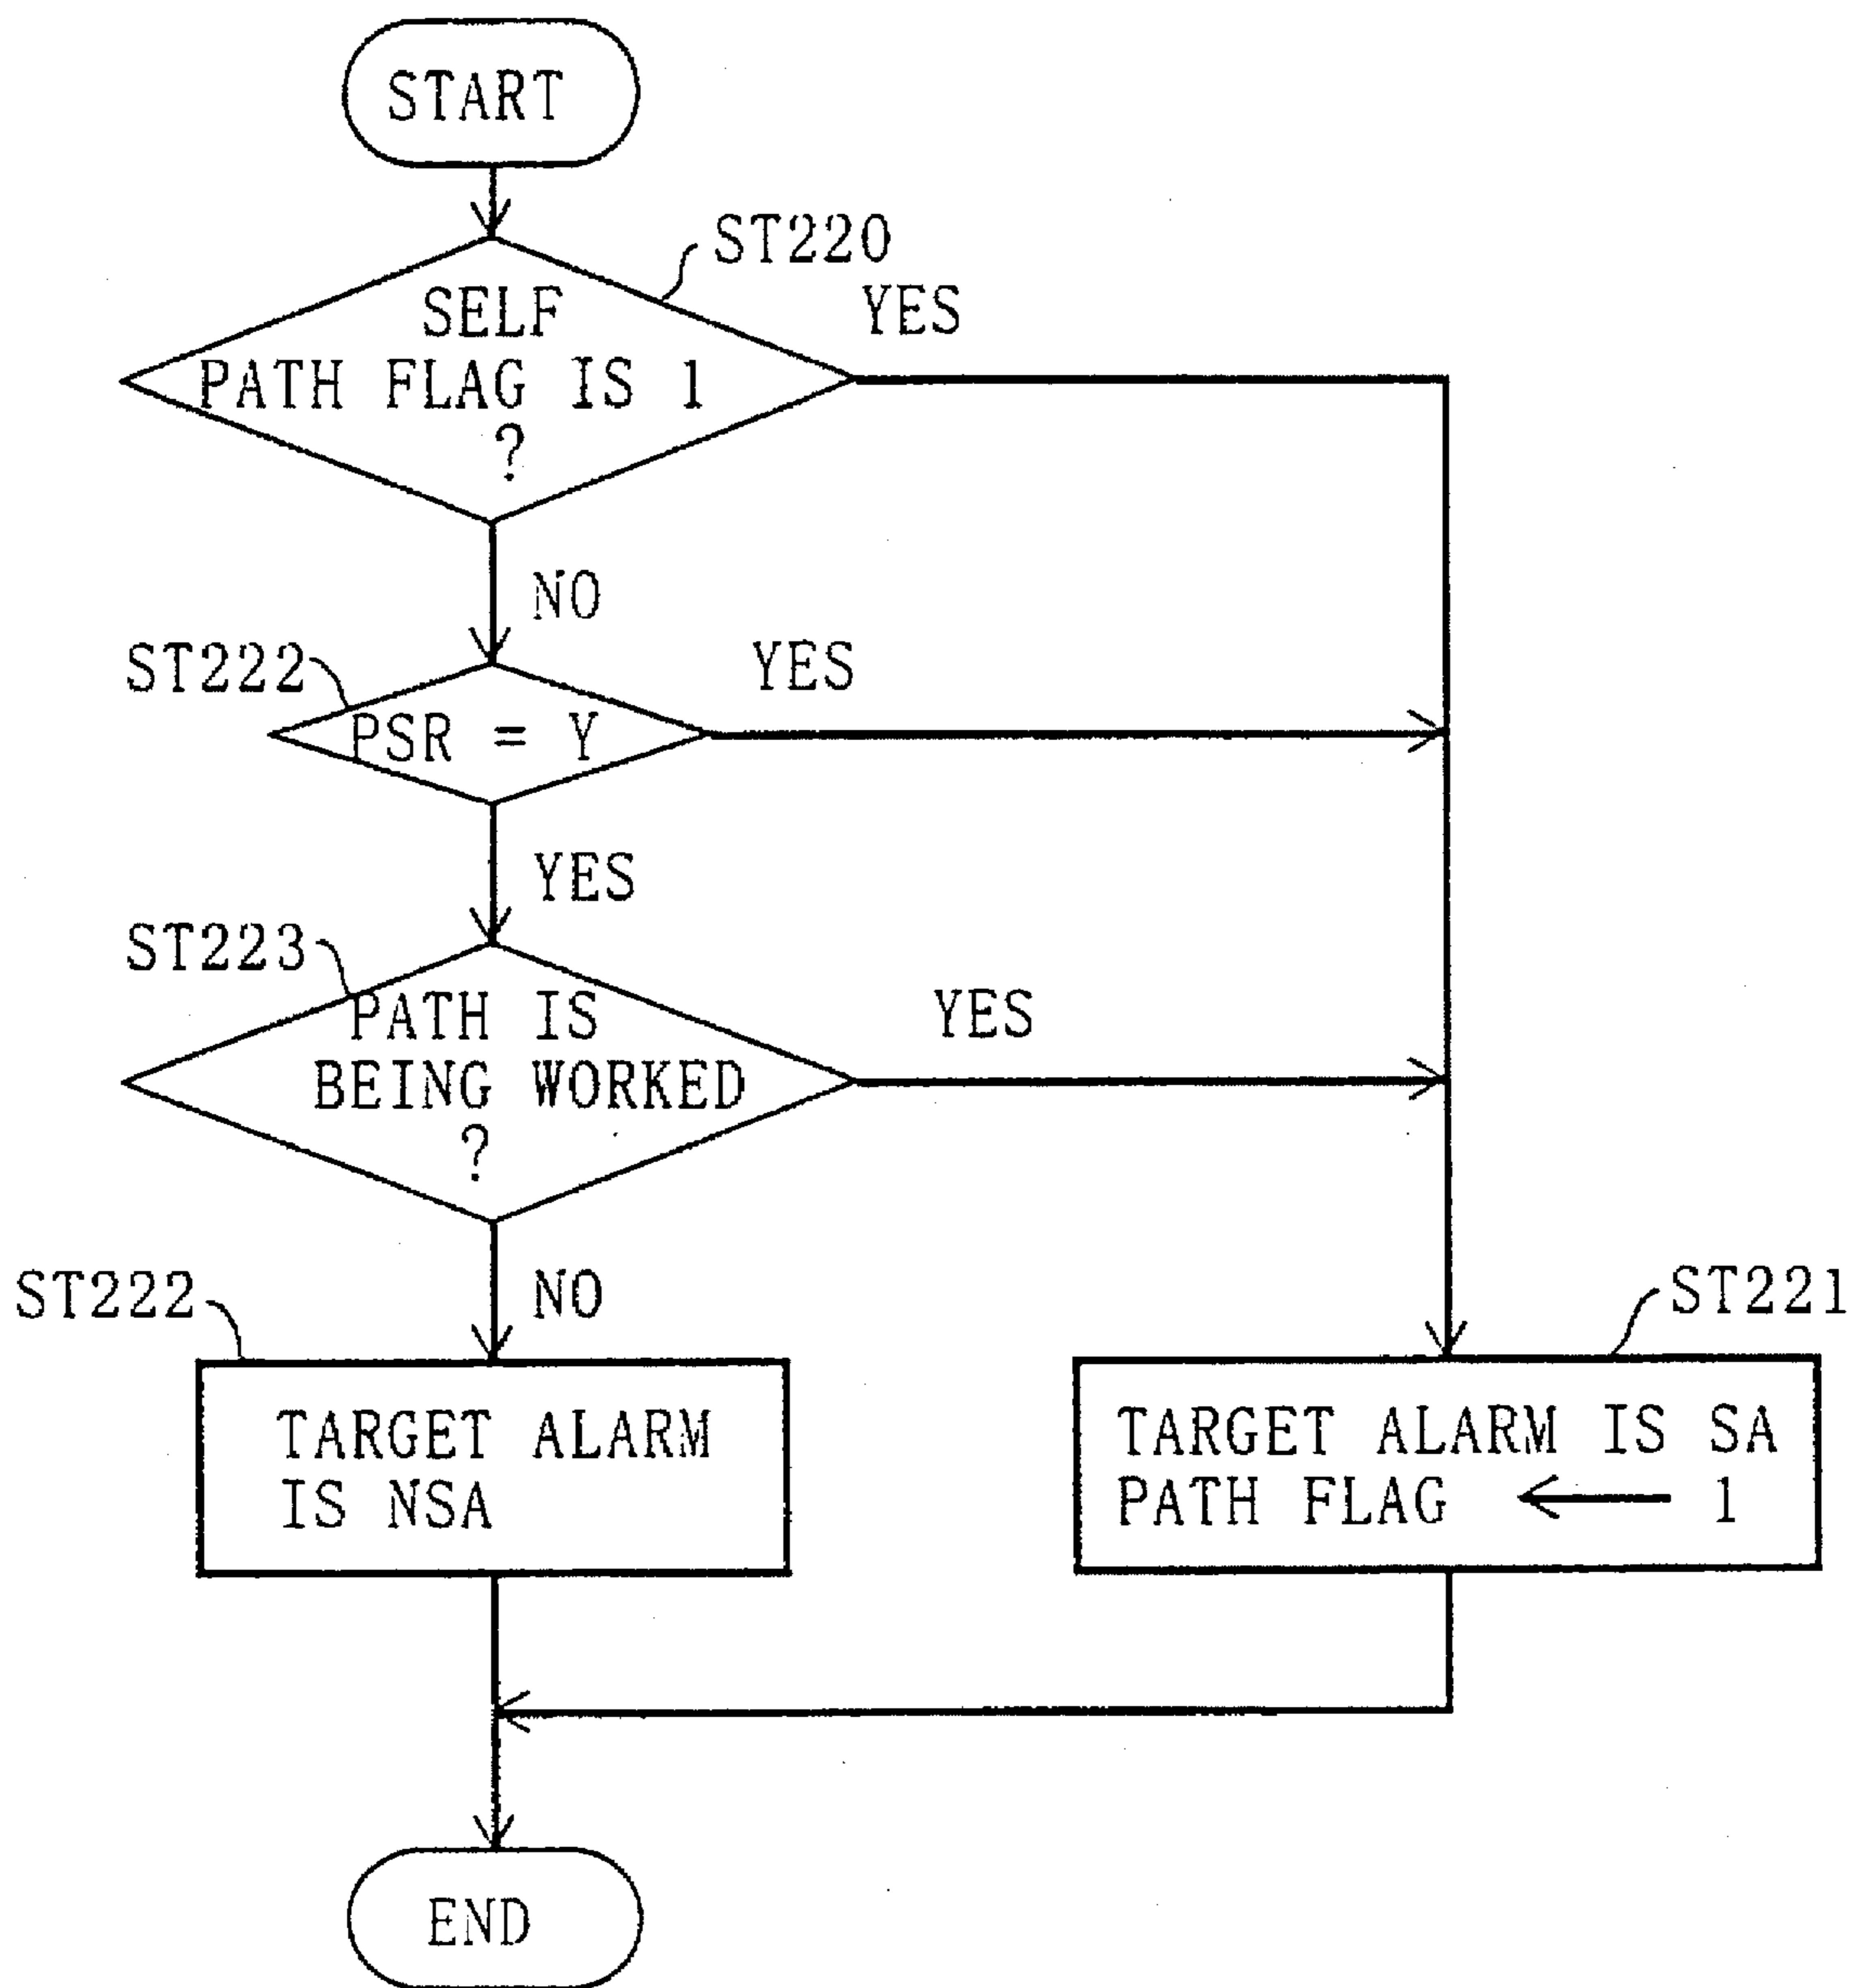 START
ST220
YES
SELF
PATH FLAG IS 1
?
NO
ST222
YES
PSR = Y
YES
ST223
PATH IS
BEING WORKED
?
YES
ST222
NO
ST221
TARGET ALARM
IS NSA
TARGET ALARM IS SA
PATH FLAG ← 1
END